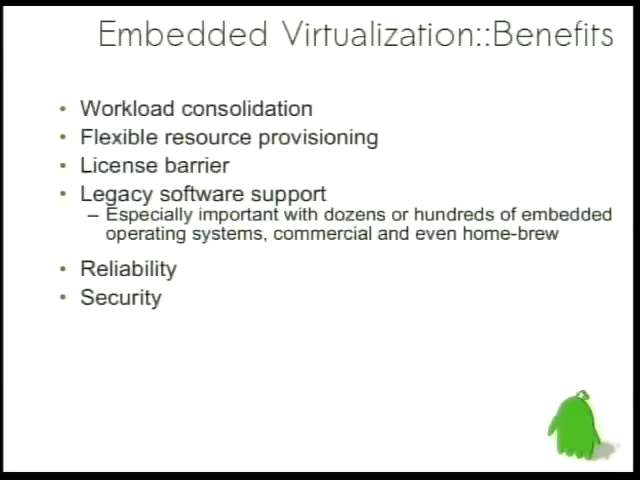 Embedded Virtualization::Benefits
• Workload consolidation
• Flexible resource provisioning
• License barrier
• Legacy software support
– Especially important with dozens or hundreds of embedded
operating systems, commercial and even home-brew
• Reliability
• Security